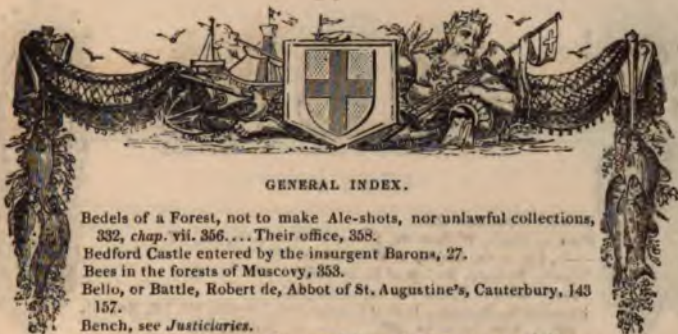 GENERAL INDEX.
Bedels of a Forest, not to make Ale-shots, nor unlawful collections,
332, chap. vii. 356.... Their office, 358.
Bedford Castle entered by the insurgent Barons, 27.
Bees in the forests of Muscovy, 353.
Bello, or Battle, Robert de, Abbot of St. Augustine's, Canterbury, 143
157.
Bench, see Justiciaries.